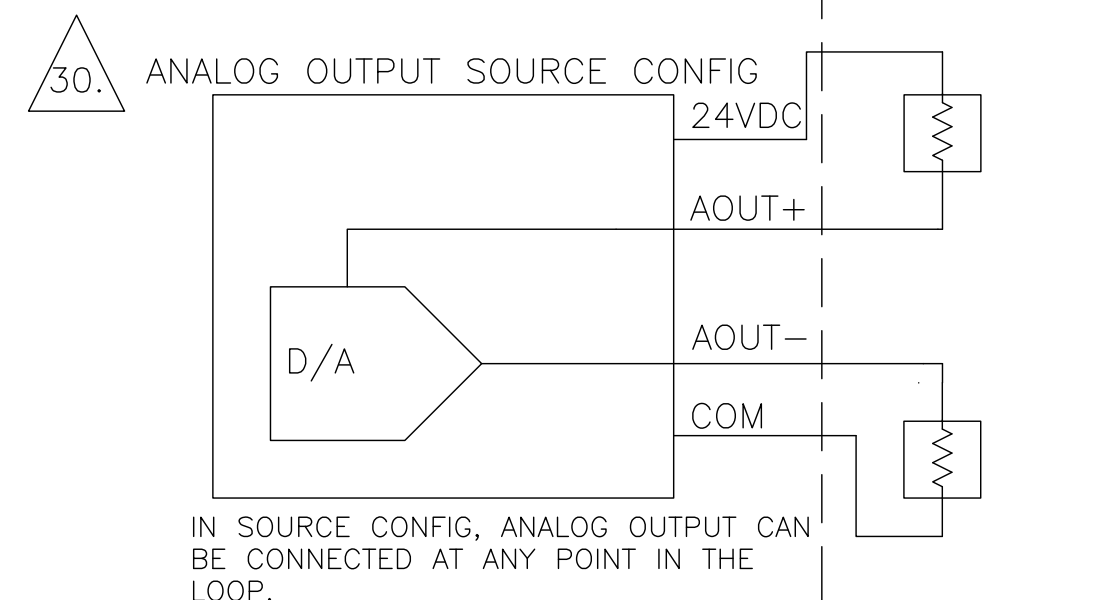 30. ANALOG OUTPUT SOURCE CONFIG
24VDC
AOUT+
AOUT−
D/A
COM
IN SOURCE CONFIG, ANALOG OUTPUT CAN
BE CONNECTED AT ANY POINT IN THE
LOOP.